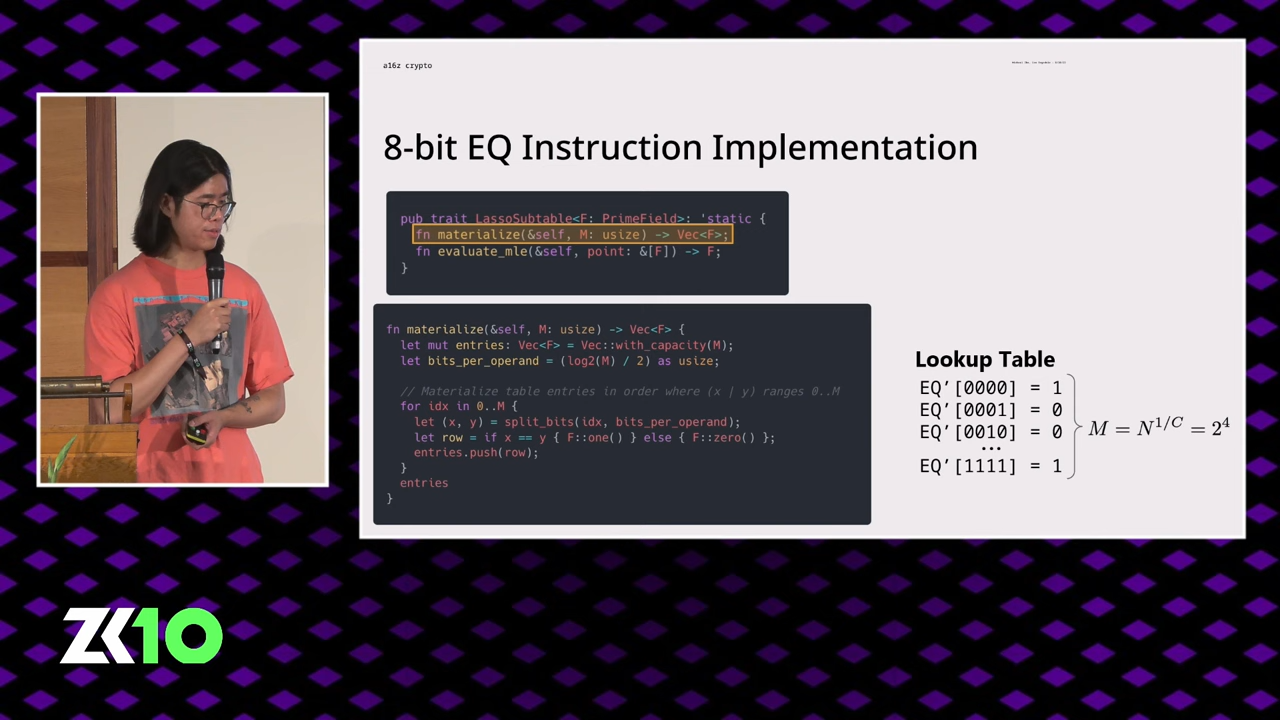 a16z crypto
8-bit EQ Instruction Implementation
pub trait LassoSubtable<F: PrimeField>: 'static {
fn materialize(&self, M: usize) -> Vec<F>;
fn evaluate_mle(&self, point: &[F]) -> F;
}
fn materialize(&self, M: usize) -> Vec<F> {
let mut entries: Vec<F> = Vec::with_capacity(M);
let bits_per_operand = (log2(M) / 2) as usize;
// Materialize table entries in order where (x | y) ranges 0..M
for idx in 0..M {
let (x, y) = split_bits(idx, bits_per_operand);
let row = if x == y { F::one() } else { F::zero() };
entries.push(row);
}
entries
}
Lookup Table
EQ’[0000] = 1
EQ’[0001] = 0
EQ’[0010] = 0
...
EQ’[1111] = 1
M = N^{1/C} = 2^4
ZK10